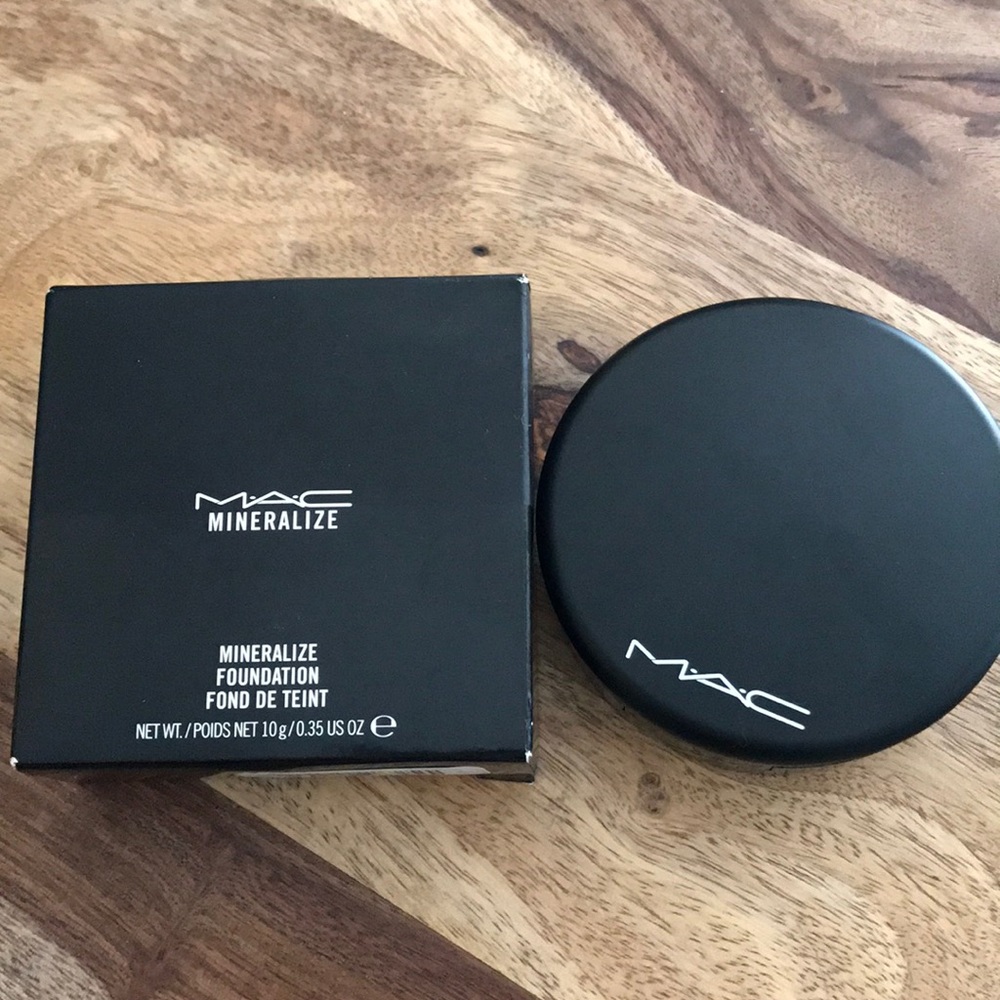 M·A·C
MINERALIZE
MINERALIZE
FOUNDATION
FOND DE TEINT
NET WT. / POIDS NET 10 g / 0.35 US OZ ℮
M·A·C